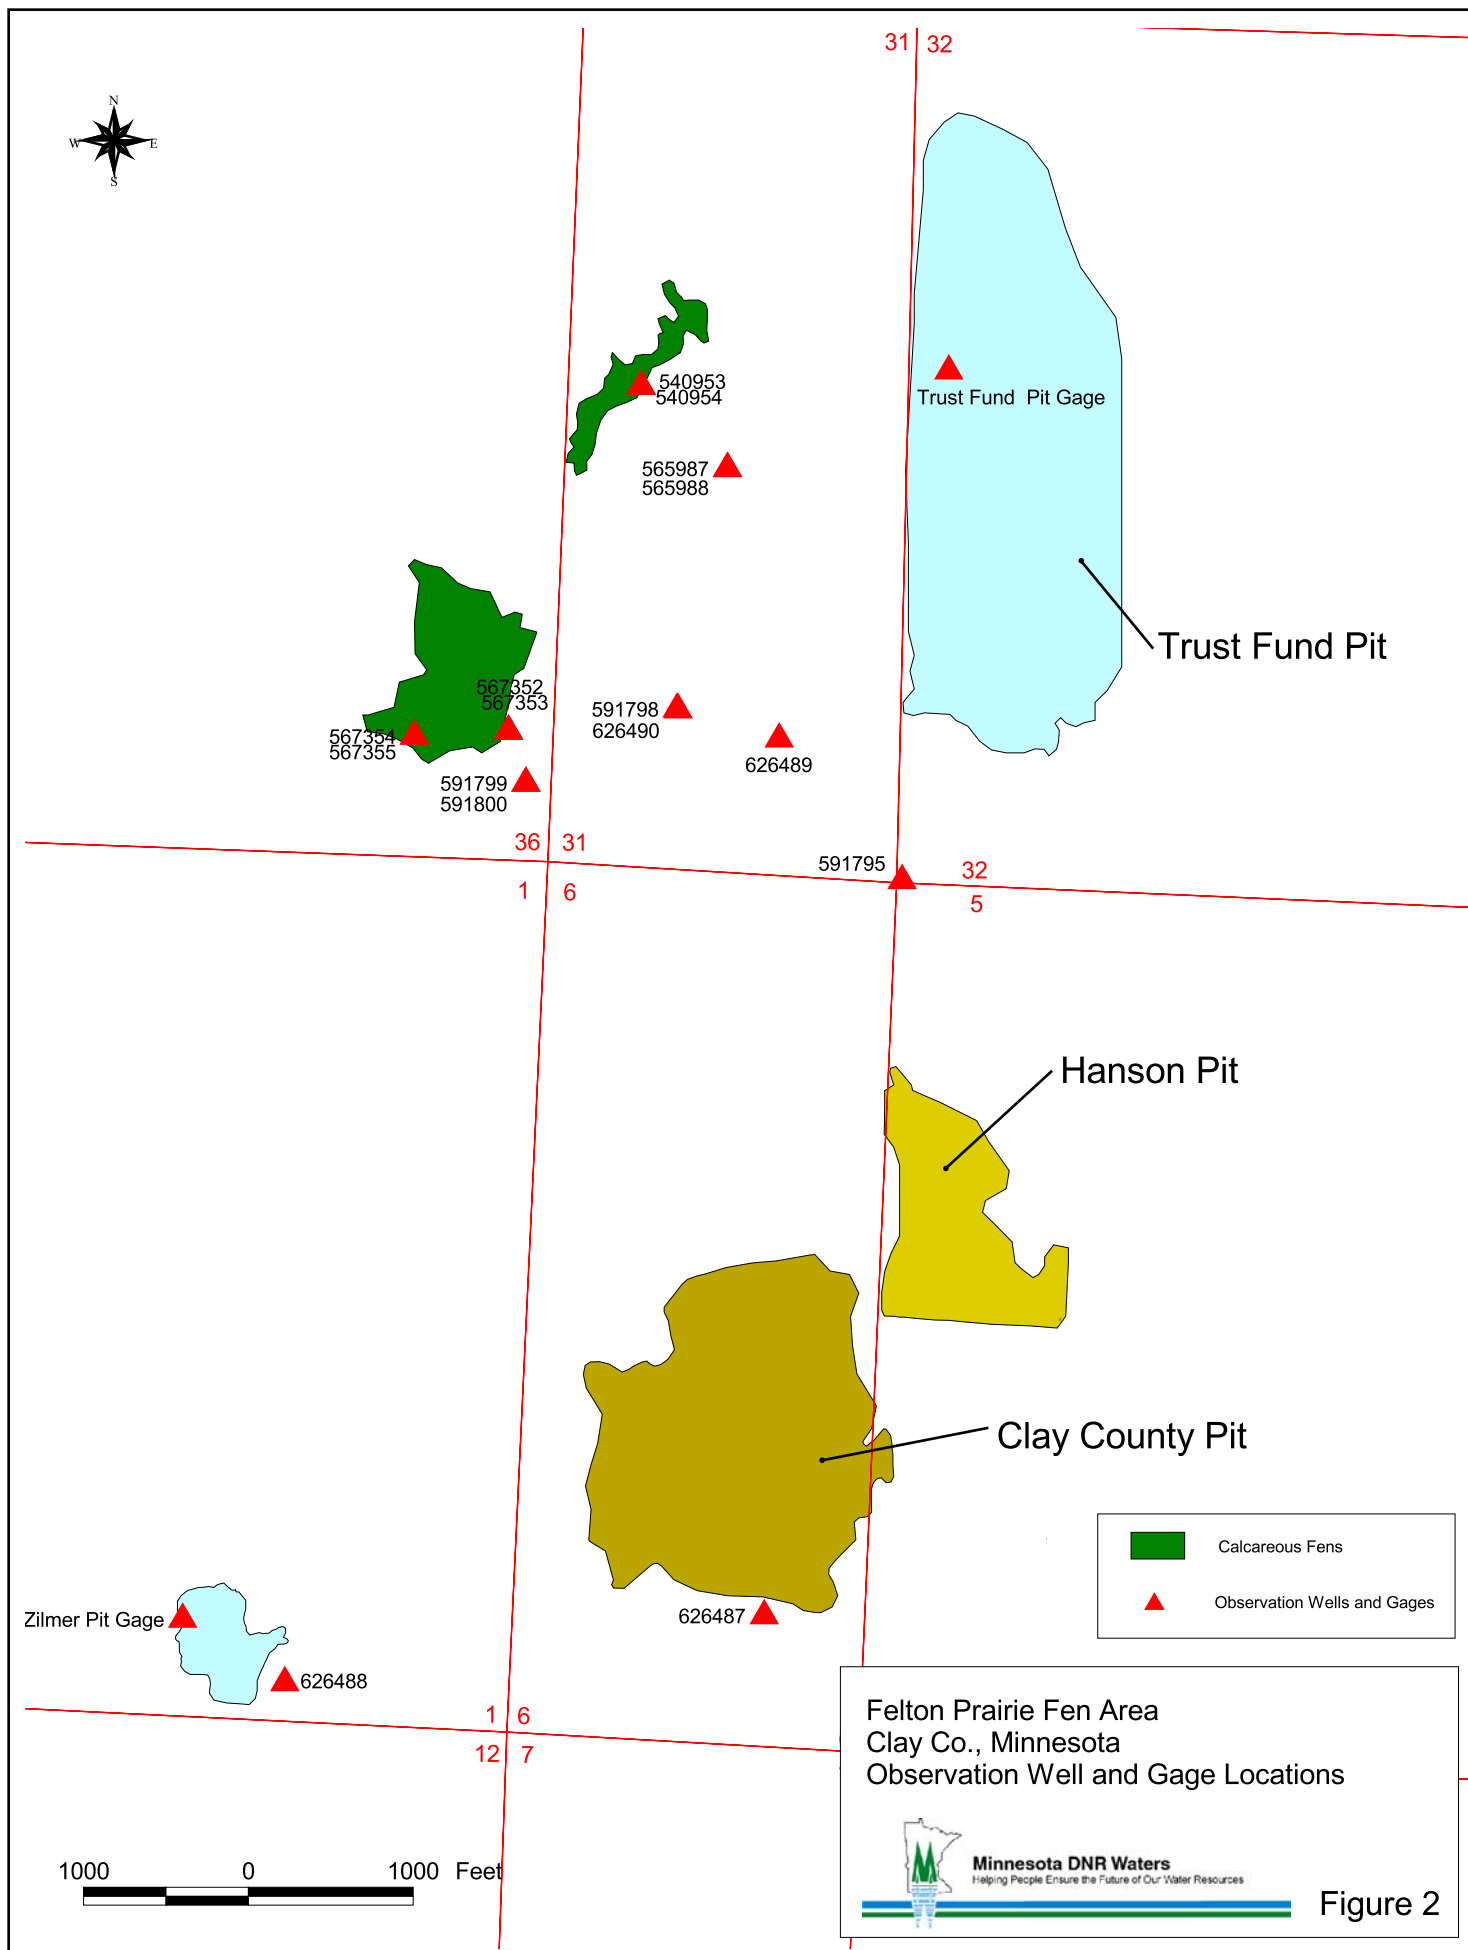 31 32
N
W E
S
540953
540954
Trust Fund  Pit Gage
565987
565988
Trust Fund Pit
567352
567353
591798
626490
567354
567355
626489
591799
591800
36 31
591795
32
1 6
5
Hanson Pit
Clay County Pit
Calcareous Fens
Observation Wells and Gages
Zilmer Pit Gage
626487
626488
1 6
12 7
Felton Prairie Fen Area
Clay Co., Minnesota
Observation Well and Gage Locations
Minnesota DNR Waters
Helping People Ensure the Future of Our Water Resources
Figure 2
1000 0 1000 Feet